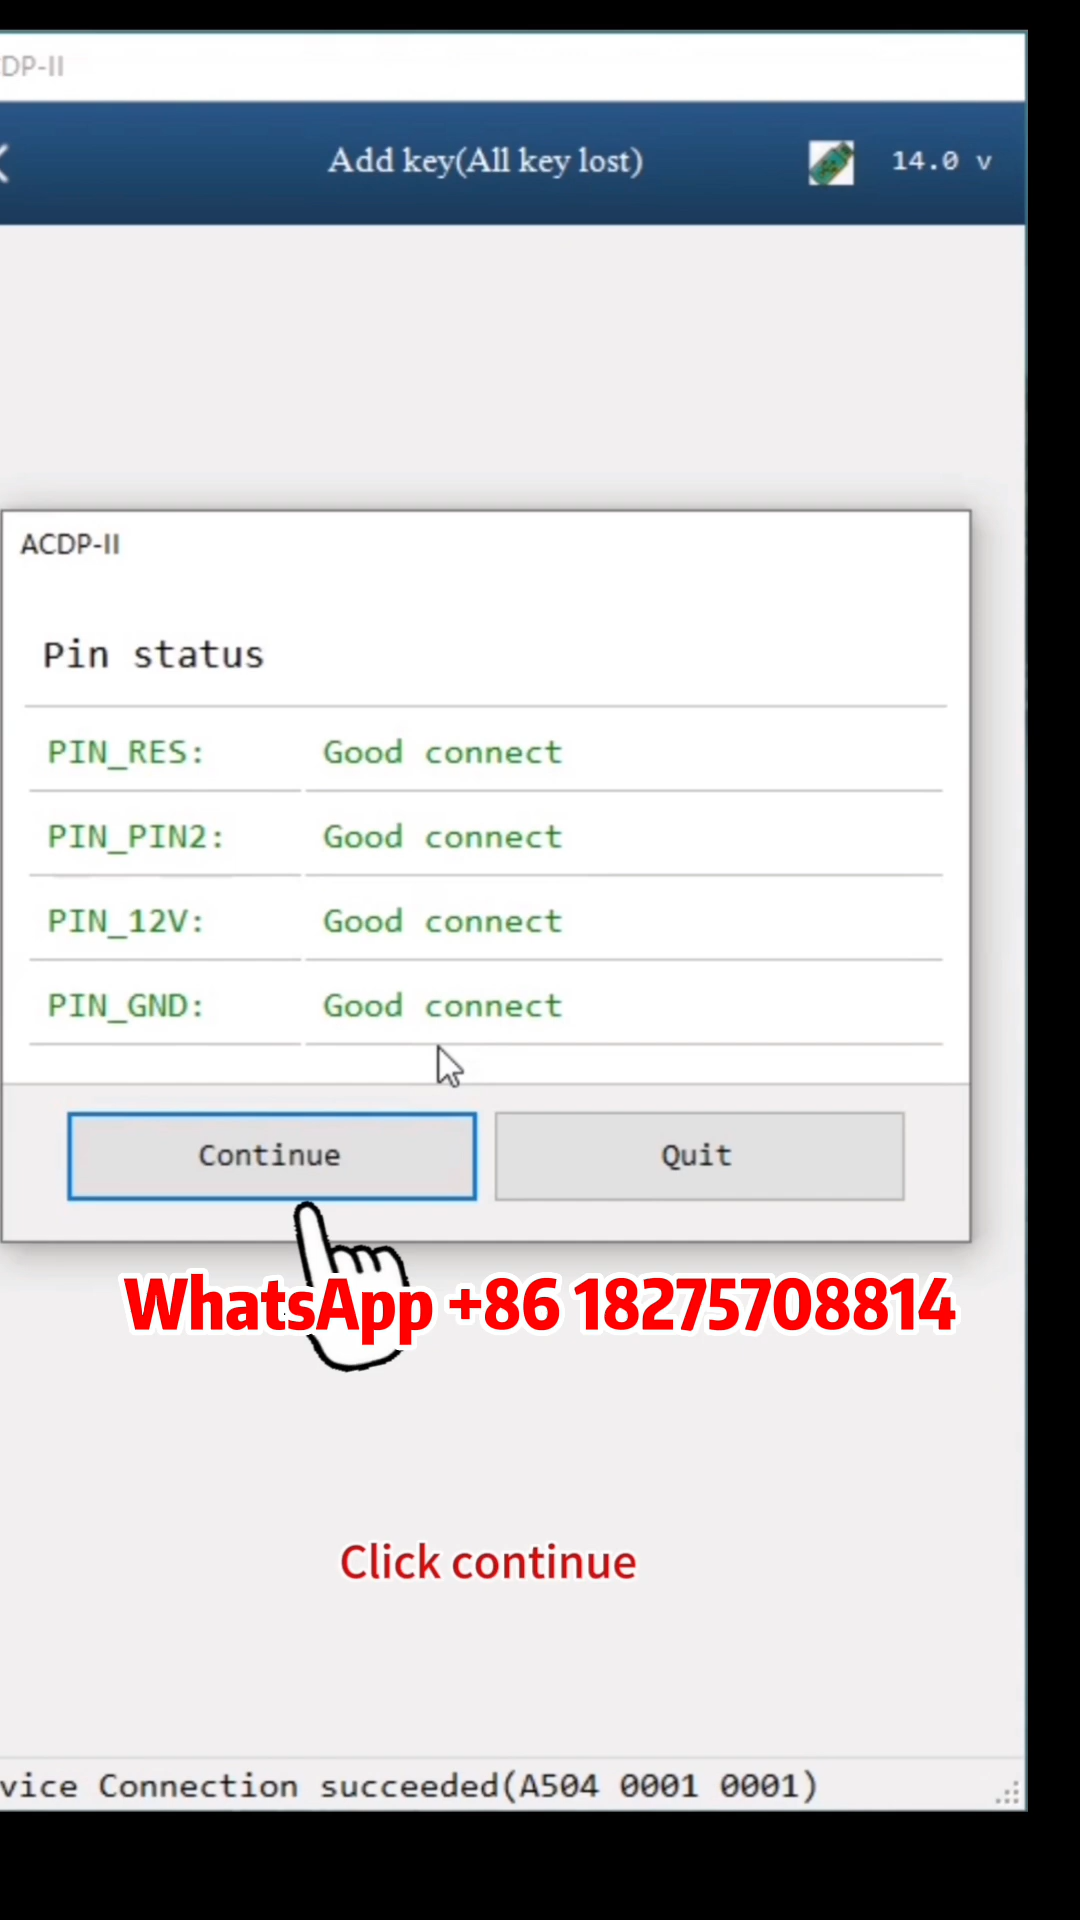 DP-II
Add key(All key lost)
14.0 v
ACDP-II
Pin status
PIN_RES: Good connect
PIN_PIN2: Good connect
PIN_12V: Good connect
PIN_GND: Good connect
Continue Quit
WhatsApp +86 18275708814
Click continue
vice Connection succeeded(A504 0001 0001)